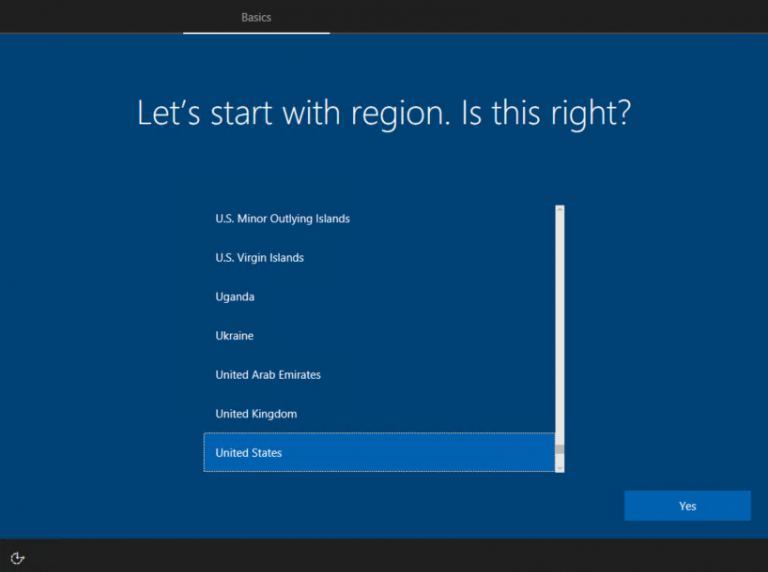 Basics
Let's start with region. Is this right?
U.S. Minor Outlying Islands
U.S. Virgin Islands
Uganda
Ukraine
United Arab Emirates
United Kingdom
United States
Yes